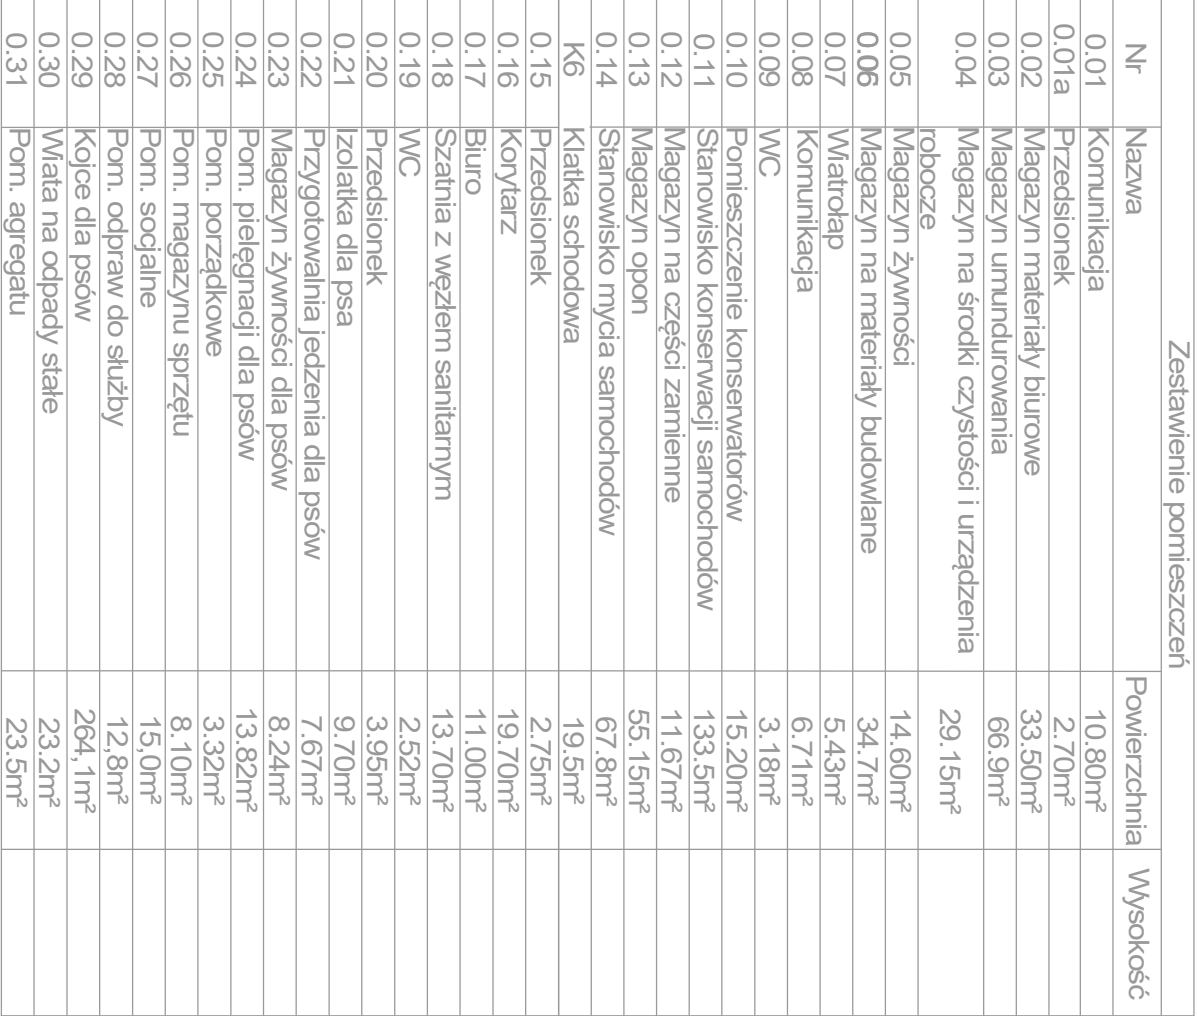 Zestawienie pomieszczeń
Nr Nazwa Powierzchnia Wysokość
0.01 Komunikacja 10.80m²
0.01a Przedsionek 2.70m²
0.02 Magazyn materiały biurowe 33.50m²
0.03 Magazyn umundurowania 66.9m²
0.04 Magazyn na środki czystości i urządzenia 29.15m²
robocze
0.05 Magazyn żywności 14.60m²
0.06 Magazyn na materiały budowlane 34.7m²
0.07 Wiatrołap 5.43m²
0.08 Komunikacja 6.71m²
0.09 WC 3.18m²
0.10 Pomieszczenie konserwatorów 15.20m²
0.11 Stanowisko konserwacji samochodów 133.5m²
0.12 Magazyn na części zamienne 11.67m²
0.13 Magazyn opon 55.15m²
0.14 Stanowisko mycia samochodów 67.8m²
K6 Klatka schodowa 19.5m²
0.15 Przedsionek 2.75m²
0.16 Korytarz 19.70m²
0.17 Biuro 11.00m²
0.18 Szatnia z węzłem sanitarnym 13.70m²
0.19 WC 2.52m²
0.20 Przedsionek 3.95m²
0.21 Izolatka dla psa 9.70m²
0.22 Przygotowalnia jedzenia dla psów 7.67m²
0.23 Magazyn żywności dla psów 8.24m²
0.24 Pom. pielęgnacji dla psów 13.82m²
0.25 Pom. porządkowe 3.32m²
0.26 Pom. magazynu sprzętu 8.10m²
0.27 Pom. socjalne 15,0m²
0.28 Pom. odpraw do służby 12,8m²
0.29 Kojce dla psów 264,1m²
0.30 Wiata na odpady stałe 23.2m²
0.31 Pom. agregatu 23.5m²